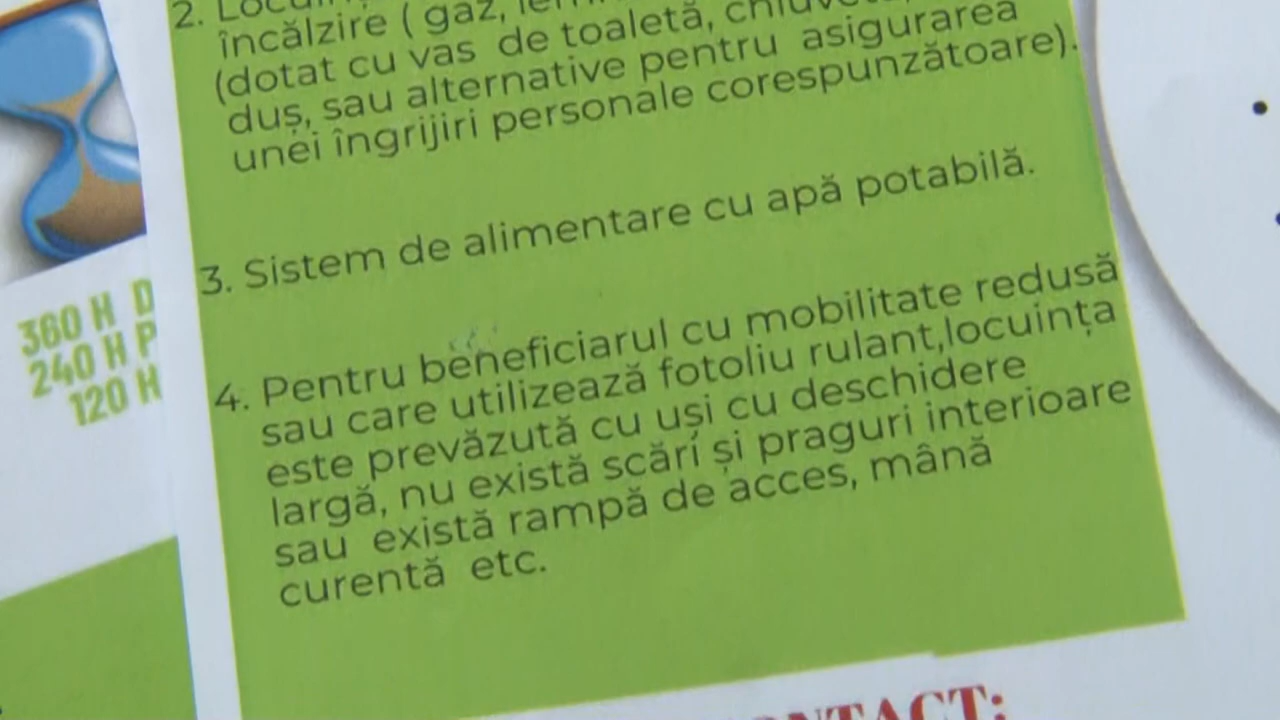 2.
încălzire ( gaz,
(dotat cu vas de toaletă,
duș, sau alternative pentru asigurarea
unei îngrijiri personale corespunzătoare).
3. Sistem de alimentare cu apă potabilă.
4. Pentru beneficiarul cu mobilitate redusă
sau care utilizează fotoliu rulant,locuința
este prevăzută cu uși cu deschidere
largă, nu există scări și praguri interioare
sau există rampă de acces, mână
curentă etc.
360 H D
240 H P
120 H